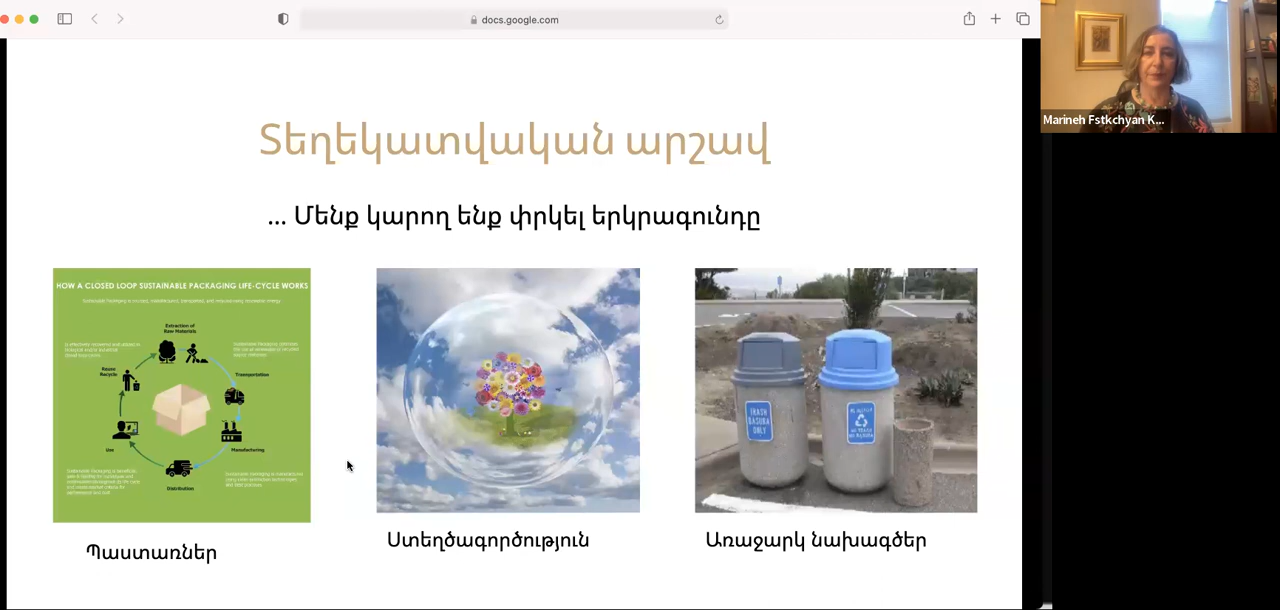 docs.google.com
Marineh Fstkchyan K...
Տեղեկատվական արշավ
... Մենք կարող ենք փրկել երկրագունդը
HOW A CLOSED LOOP SUSTAINABLE PACKAGING LIFE-CYCLE WORKS
Extraction of
Raw Materials
Transportation
Manufacturing
Distribution
Use
Reuse
Recycle
TRASH
BASURA
ONLY
Պաստառներ
Ստեղծագործություն
Առաջարկ նախագծեր